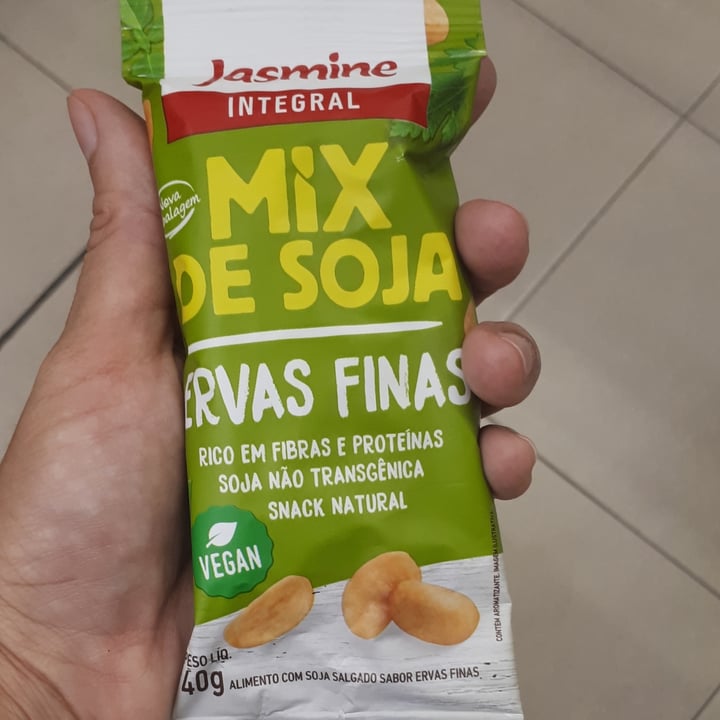 Jasmine
INTEGRAL
Nova
MiX
DE SOJA
ERVAS FINAS
RICO EM FIBRAS E PROTEÍNAS
SOJA NÃO TRANSGÊNICA
SNACK NATURAL
VEGAN
PESO LÍQ.
40g
ALIMENTO COM SOJA SALGADO SABOR ERVAS FINAS
CONTÉM AROMATIZANTE. IMAGEM ILUSTRATIVA